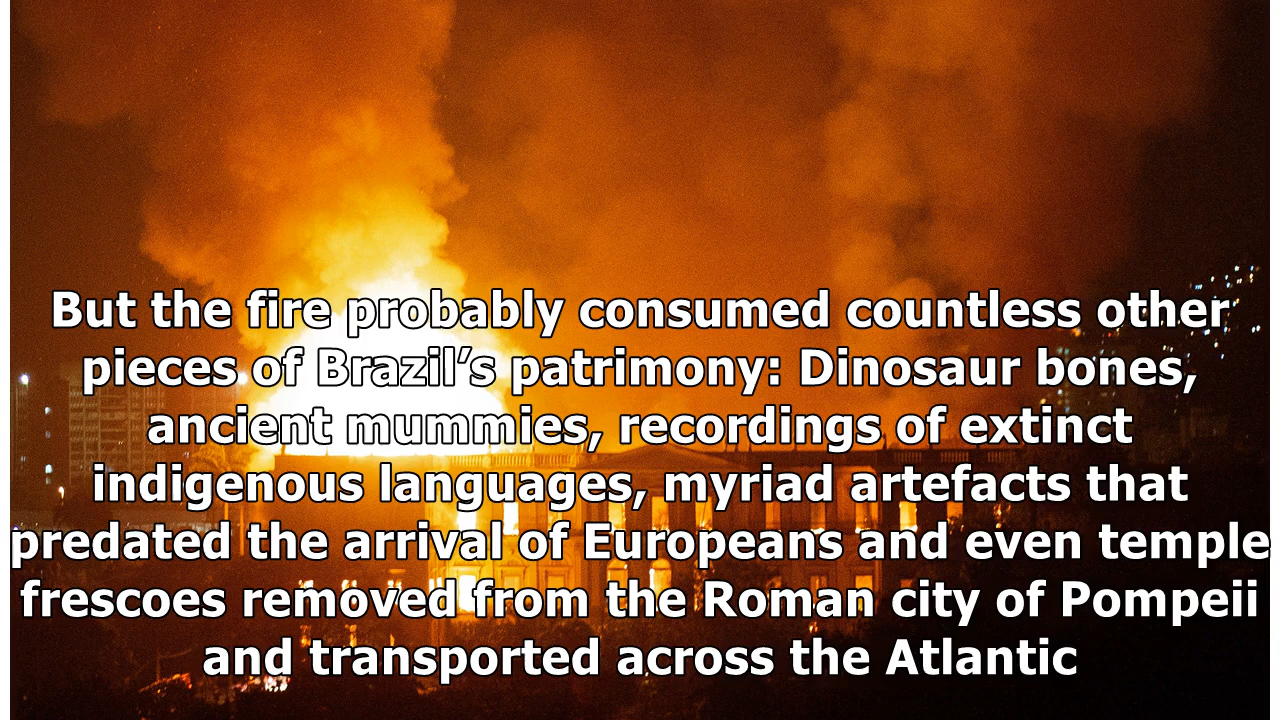 But the fire probably consumed countless other
pieces of Brazil’s patrimony: Dinosaur bones,
ancient mummies, recordings of extinct
indigenous languages, myriad artefacts that
predated the arrival of Europeans and even temple
frescoes removed from the Roman city of Pompeii
and transported across the Atlantic